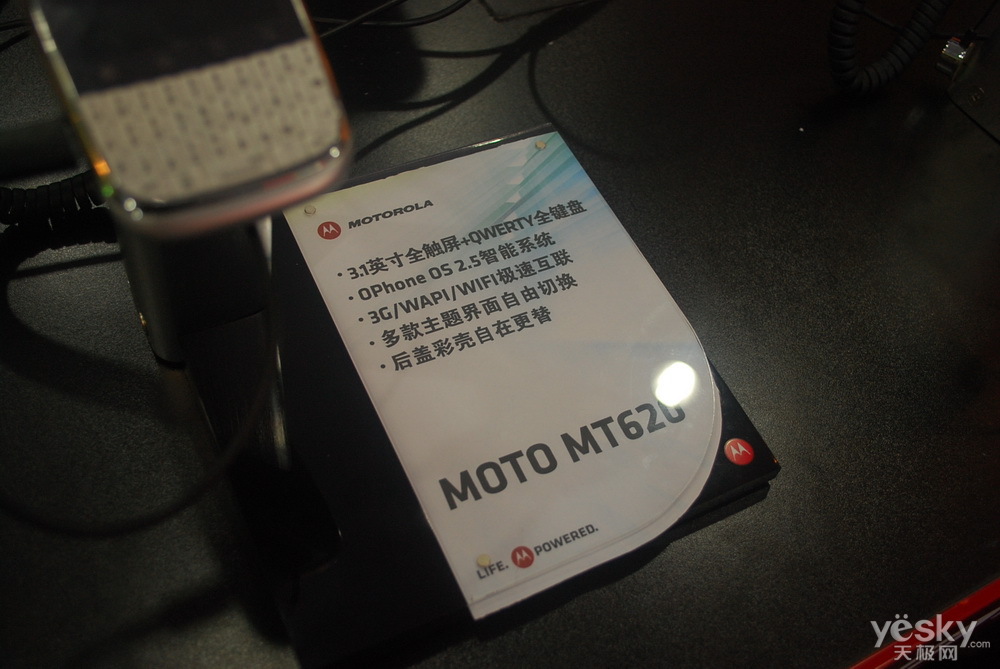 MOTOROLA
• 3.1英寸全触屏+QWERTY全键盘
• OPhone OS 2.5智能系统
• 3G/WAPI/WIFI极速互联
• 多款主题界面自由切换
• 后盖彩壳自在更替
MOTO MT620
LIFE. POWERED.
yësky.com
天极网